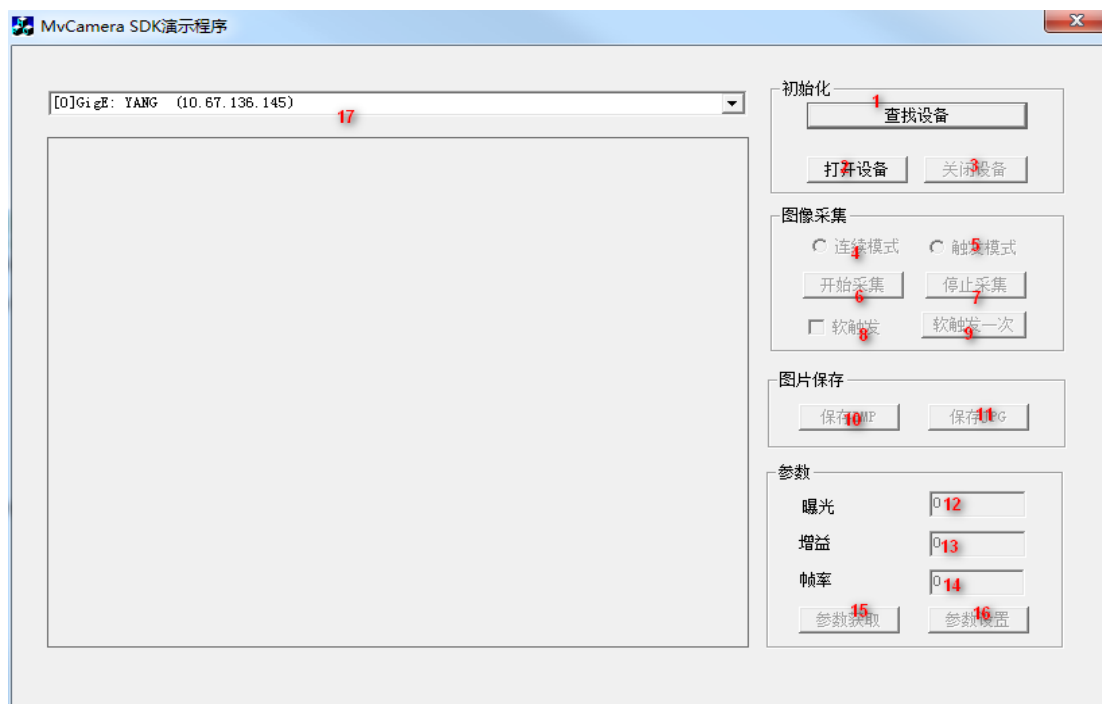 MvCamera SDK演示程序
[0]GigE: YANG (10.67.136.145)
17
初始化
1
查找设备
打开设备
2
关闭设备
3
图像采集
连续模式
4
触发模式
5
开始采集
6
停止采集
7
软触发
8
软触发一次
9
图片保存
保存BMP
10
保存JPG
11
参数
曝光
0
12
增益
0
13
帧率
0
14
参数获取
15
参数设置
16